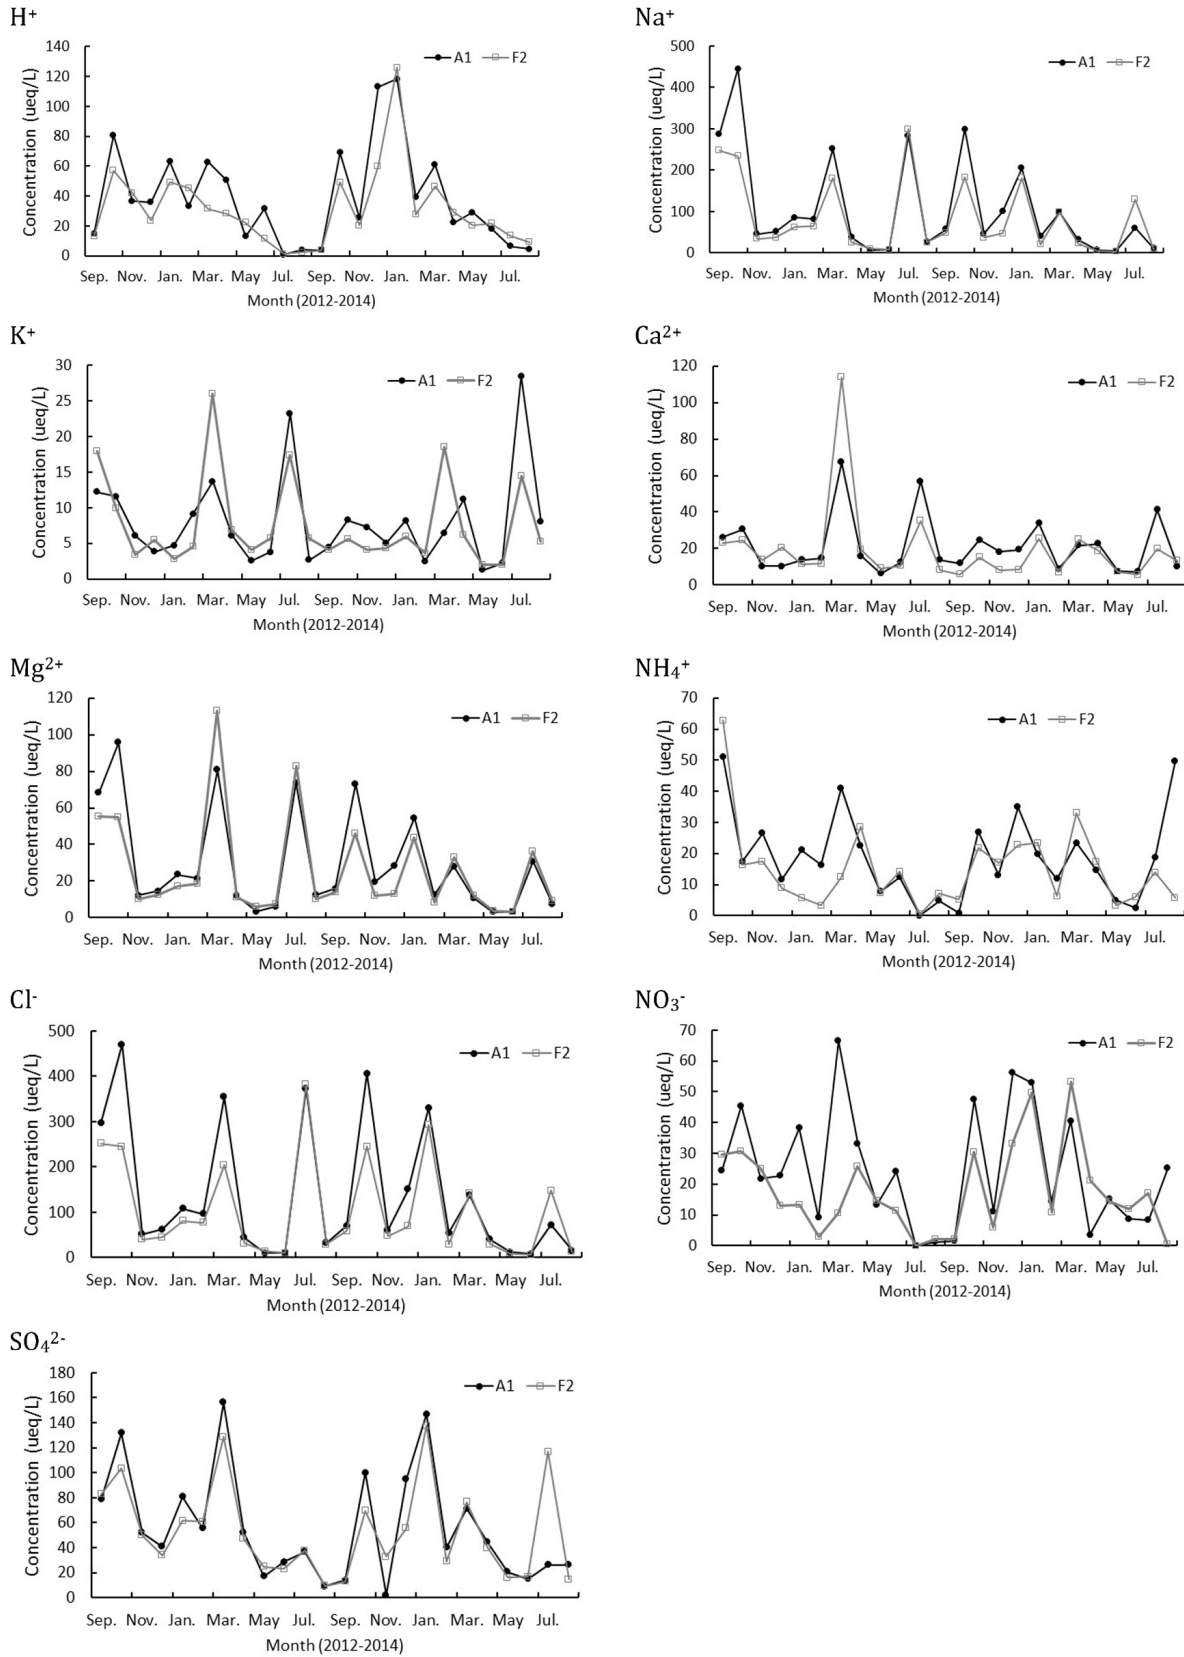 H⁺
140
120
100
80
60
40
20
0
Concentration (ueq/L)
A1 F2
Sep. Nov. Jan. Mar. May Jul. Sep. Nov. Jan. Mar. May Jul.
Month (2012-2014)
Na⁺
500
400
300
200
100
0
Concentration (ueq/L)
A1 F2
Sep. Nov. Jan. Mar. May Jul. Sep. Nov. Jan. Mar. May Jul.
Month (2012-2014)
K⁺
30
25
20
15
10
5
0
Concentration (ueq/L)
A1 F2
Sep. Nov. Jan. Mar. May Jul. Sep. Nov. Jan. Mar. May Jul.
Month (2012-2014)
Ca²⁺
120
100
80
60
40
20
0
Concentration (ueq/L)
A1 F2
Sep. Nov. Jan. Mar. May Jul. Sep. Nov. Jan. Mar. May Jul.
Month (2012-2014)
Mg²⁺
120
100
80
60
40
20
0
Concentration (ueq/L)
A1 F2
Sep. Nov. Jan. Mar. May Jul. Sep. Nov. Jan. Mar. May Jul.
Month (2012-2014)
NH₄⁺
70
60
50
40
30
20
10
0
Concentration (ueq/L)
A1 F2
Sep. Nov. Jan. Mar. May Jul. Sep. Nov. Jan. Mar. May Jul.
Month (2012-2014)
Cl⁻
500
400
300
200
100
0
Concentration (ueq/L)
A1 F2
Sep. Nov. Jan. Mar. May Jul. Sep. Nov. Jan. Mar. May Jul.
Month (2012-2014)
NO₃⁻
70
60
50
40
30
20
10
0
Concentration (ueq/L)
A1 F2
Sep. Nov. Jan. Mar. May Jul. Sep. Nov. Jan. Mar. May Jul.
Month (2012-2014)
SO₄²⁻
180
160
140
120
100
80
60
40
20
0
Concentration (ueq/L)
A1 F2
Sep. Nov. Jan. Mar. May Jul. Sep. Nov. Jan. Mar. May Jul.
Month (2012-2014)